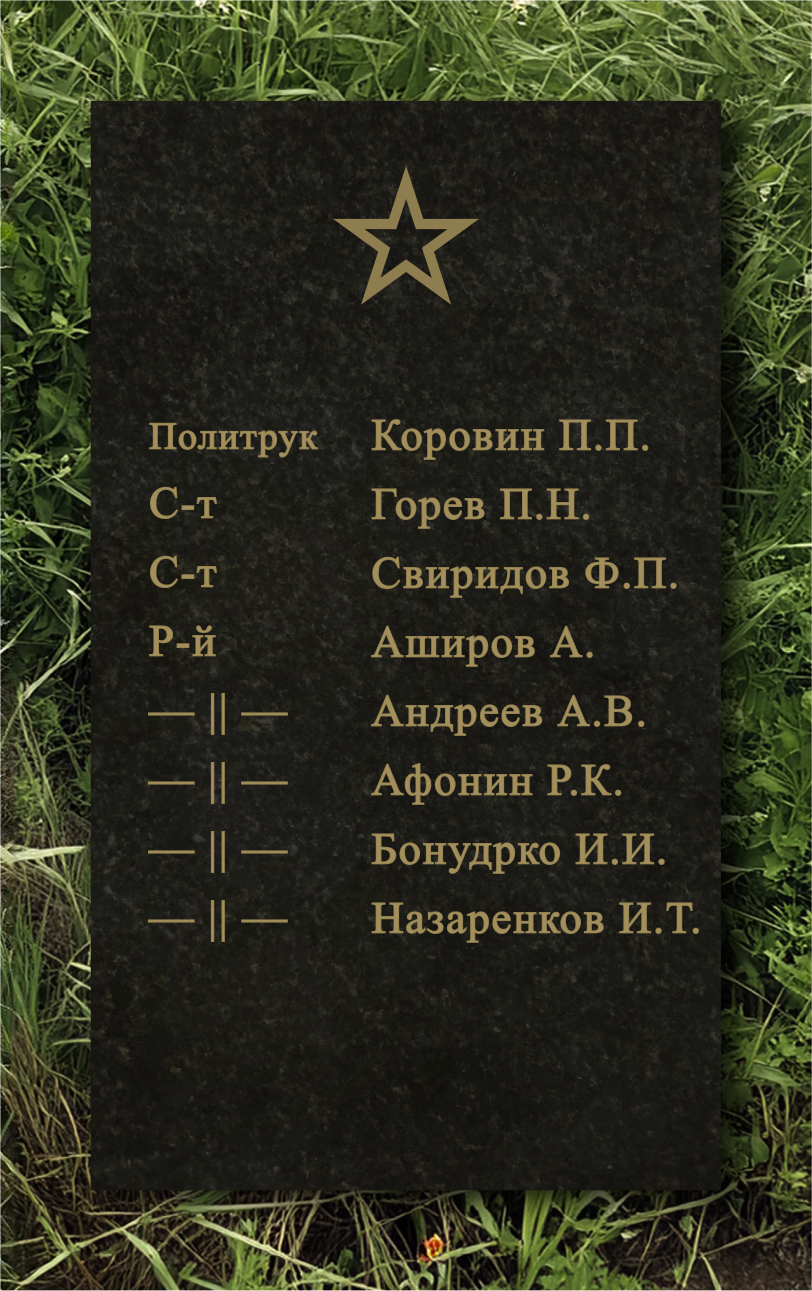 Политрук Коровин П.П.
С-т Горев П.Н.
С-т Свиридов Ф.П.
Р-й Аширов А.
— || — Андреев А.В.
— || — Афонин Р.К.
— || — Бонудрко И.И.
— || — Назаренков И.Т.